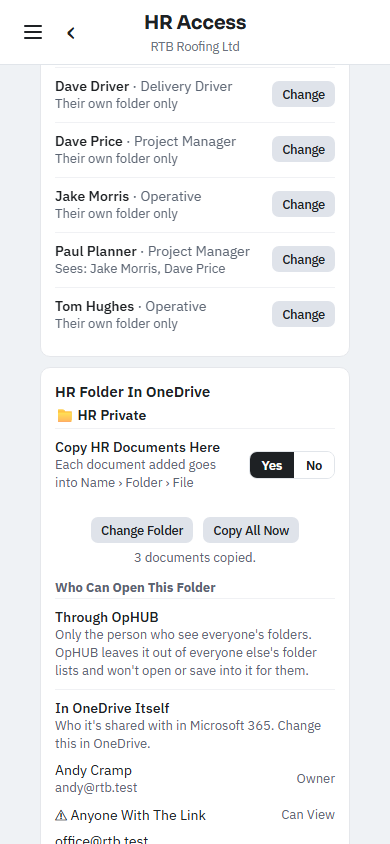 HR Access
RTB Roofing Ltd
Dave Driver · Delivery Driver
Their own folder only
Change
Dave Price · Project Manager
Their own folder only
Change
Jake Morris · Operative
Their own folder only
Change
Paul Planner · Project Manager
Sees: Jake Morris, Dave Price
Change
Tom Hughes · Operative
Their own folder only
Change
HR Folder In OneDrive
HR Private
Copy HR Documents Here
Each document added goes
into Name › Folder › File
Yes No
Change Folder Copy All Now
3 documents copied.
Who Can Open This Folder
Through OpHUB
Only the person who see everyone's folders.
OpHUB leaves it out of everyone else's folder
lists and won't open or save into it for them.
In OneDrive Itself
Who it's shared with in Microsoft 365. Change
this in OneDrive.
Andy Cramp
andy@rtb.test
Owner
⚠ Anyone With The Link
Can View
office@rtb.test